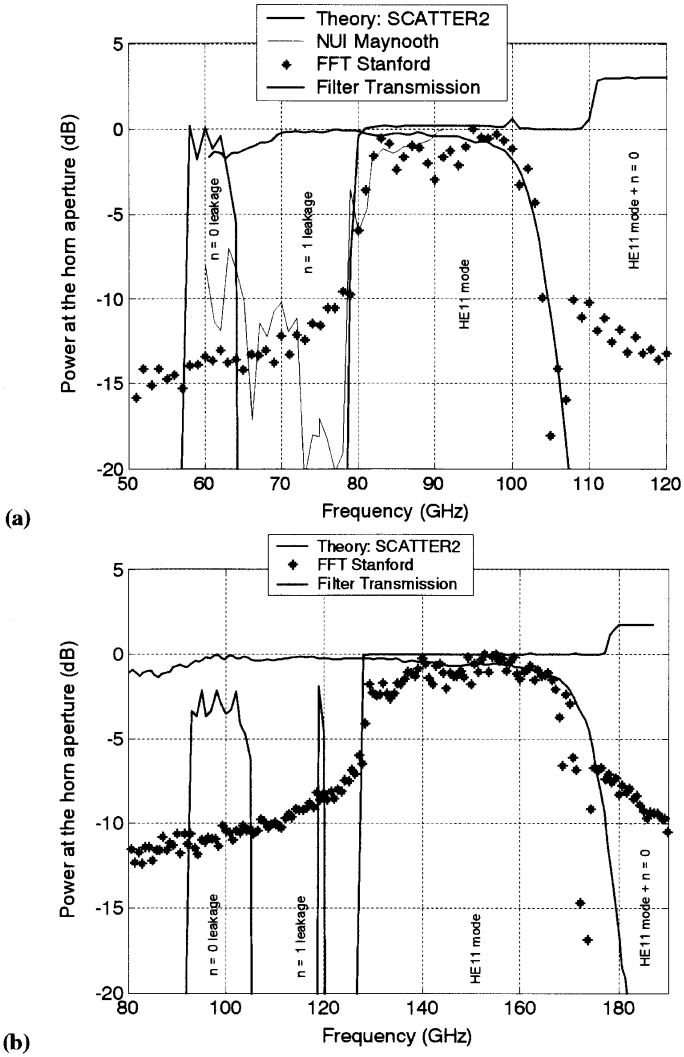 (a)
Theory: SCATTER2
NUI Maynooth
FFT Stanford
Filter Transmission
Power at the horn aperture (dB)
5
0
-5
-10
-15
-20
n = 0 leakage
n = 1 leakage
HE11 mode
HE11 mode + n = 0
50 60 70 80 90 100 110 120
Frequency (GHz)
(b)
Theory: SCATTER2
FFT Stanford
Filter Transmission
Power at the horn aperture (dB)
5
0
-5
-10
-15
-20
n = 0 leakage
n = 1 leakage
HE11 mode
HE11 mode + n = 0
80 100 120 140 160 180
Frequency (GHz)